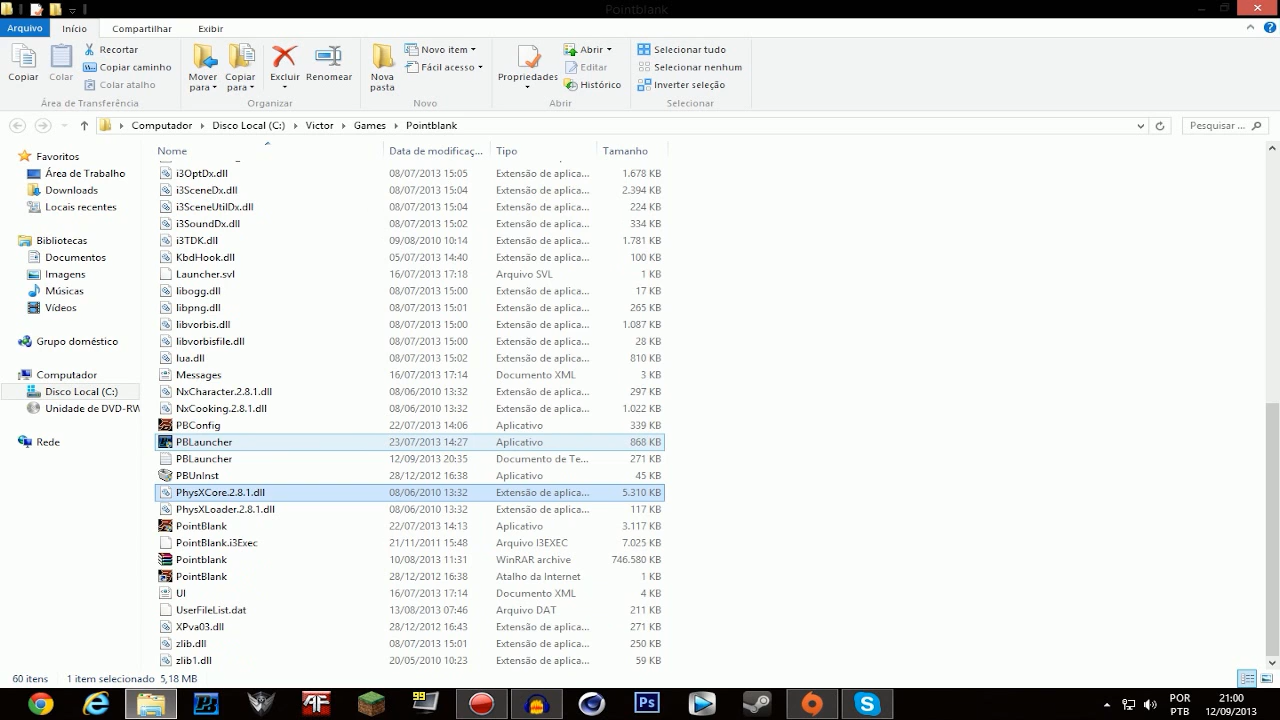 Pointblank
Arquivo Início Compartilhar Exibir
Copiar Colar Recortar Copiar caminho Colar atalho
Mover para Copiar para Excluir Renomear
Nova pasta Novo item Fácil acesso
Propriedades Abrir Editar Histórico
Selecionar tudo Selecionar nenhum Inverter seleção
Área de Transferência Organizar Novo Abrir Selecionar
Computador Disco Local (C:) Victor Games Pointblank Pesquisar ...
Favoritos
Área de Trabalho
Downloads
Locais recentes
Bibliotecas
Documentos
Imagens
Músicas
Vídeos
Grupo doméstico
Computador
Disco Local (C:)
Unidade de DVD-RW
Rede
Nome Data de modificaç... Tipo Tamanho
i3OptDx.dll 08/07/2013 15:05 Extensão de aplica... 1.678 KB
i3SceneDx.dll 08/07/2013 15:04 Extensão de aplica... 2.394 KB
i3SceneUtilDx.dll 08/07/2013 15:04 Extensão de aplica... 224 KB
i3SoundDx.dll 08/07/2013 15:02 Extensão de aplica... 334 KB
i3TDK.dll 09/08/2010 10:14 Extensão de aplica... 1.781 KB
KbdHook.dll 05/07/2013 14:40 Extensão de aplica... 100 KB
Launcher.svl 16/07/2013 17:18 Arquivo SVL 1 KB
libogg.dll 08/07/2013 15:00 Extensão de aplica... 17 KB
libpng.dll 08/07/2013 15:01 Extensão de aplica... 265 KB
libvorbis.dll 08/07/2013 15:00 Extensão de aplica... 1.087 KB
libvorbisfile.dll 08/07/2013 15:00 Extensão de aplica... 28 KB
lua.dll 08/07/2013 15:02 Extensão de aplica... 810 KB
Messages 16/07/2013 17:14 Documento XML 3 KB
NxCharacter.2.8.1.dll 08/06/2010 13:32 Extensão de aplica... 297 KB
NxCooking.2.8.1.dll 08/06/2010 13:32 Extensão de aplica... 1.022 KB
PBConfig 22/07/2013 14:06 Aplicativo 339 KB
PBLauncher 23/07/2013 14:27 Aplicativo 868 KB
PBLauncher 12/09/2013 20:35 Documento de Te... 271 KB
PBUnInst 28/12/2012 16:38 Aplicativo 45 KB
PhysXCore.2.8.1.dll 08/06/2010 13:32 Extensão de aplica... 5.310 KB
PhysXLoader.2.8.1.dll 08/06/2010 13:32 Extensão de aplica... 117 KB
PointBlank 22/07/2013 14:13 Aplicativo 3.117 KB
PointBlank.i3Exec 21/11/2011 15:48 Arquivo I3EXEC 7.025 KB
Pointblank 10/08/2013 11:31 WinRAR archive 746.580 KB
PointBlank 28/12/2012 16:38 Atalho da Internet 1 KB
UI 16/07/2013 17:14 Documento XML 4 KB
UserFileList.dat 13/08/2013 07:46 Arquivo DAT 211 KB
XPva03.dll 28/12/2012 16:43 Extensão de aplica... 271 KB
zlib.dll 08/07/2013 15:01 Extensão de aplica... 250 KB
zlib1.dll 20/05/2010 10:23 Extensão de aplica... 59 KB
60 itens 1 item selecionado 5,18 MB
POR 21:00
PTB 12/09/2013